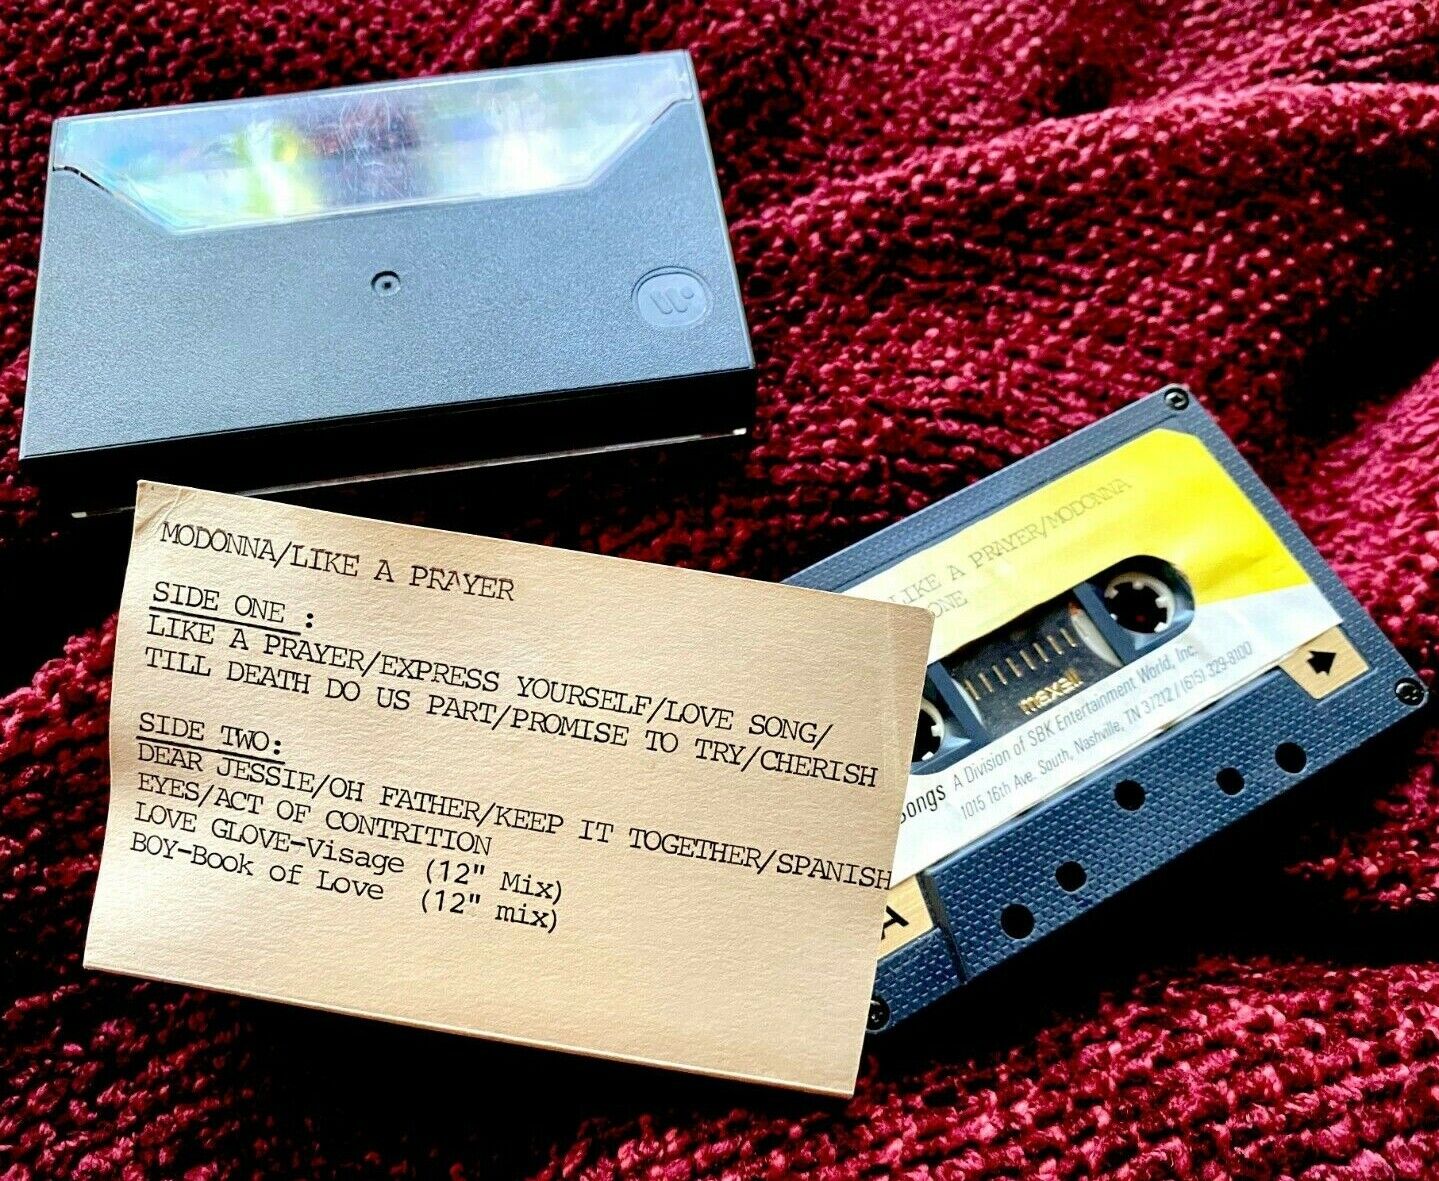 MODONNA/LIKE A PRAYER
SIDE ONE :
LIKE A PRAYER/EXPRESS YOURSELF/LOVE SONG/
TILL DEATH DO US PART/PROMISE TO TRY/CHERISH
SIDE TWO:
DEAR JESSIE/OH FATHER/KEEP IT TOGETHER/SPANISH
EYES/ACT OF CONTRITION
LOVE GLOVE-Visage (12" Mix)
BOY-Book of Love (12" mix)
LIKE A PRAYER/MODONNA
ONE
maxell
ongs A Division of SBK Entertainment World, Inc.
1015 16th Ave. South, Nashville, TN 37212 / (615) 329-8100
A